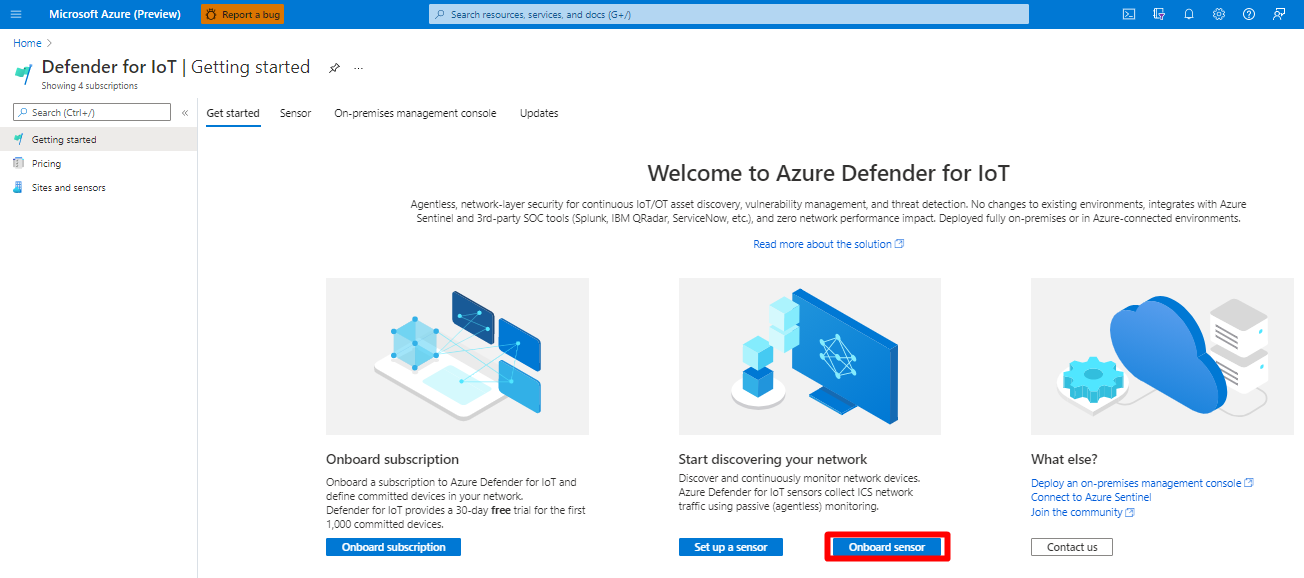 Microsoft Azure (Preview)
Report a bug
Search resources, services, and docs (G+/)
Home
Defender for IoT | Getting started
...
Showing 4 subscriptions
Search (Ctrl+/)
«
Getting started
Pricing
Sites and sensors
Get started
Sensor
On-premises management console
Updates
Welcome to Azure Defender for IoT
Agentless, network-layer security for continuous IoT/OT asset discovery, vulnerability management, and threat detection. No changes to existing environments, integrates with Azure
Sentinel and 3rd-party SOC tools (Splunk, IBM QRadar, ServiceNow, etc.), and zero network performance impact. Deployed fully on-premises or in Azure-connected environments.
Read more about the solution
Onboard subscription
Onboard a subscription to Azure Defender for IoT and
define committed devices in your network.
Defender for IoT provides a 30-day free trial for the first
1,000 committed devices.
Onboard subscription
Start discovering your network
Discover and continuously monitor network devices.
Azure Defender for IoT sensors collect ICS network
traffic using passive (agentless) monitoring.
Set up a sensor
Onboard sensor
What else?
Deploy an on-premises management console
Connect to Azure Sentinel
Join the community
Contact us